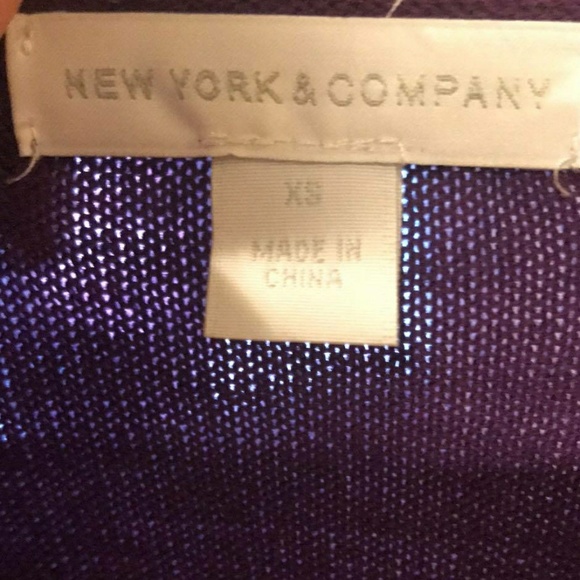 NEW YORK & COMPANY
XS
MADE IN
CHINA